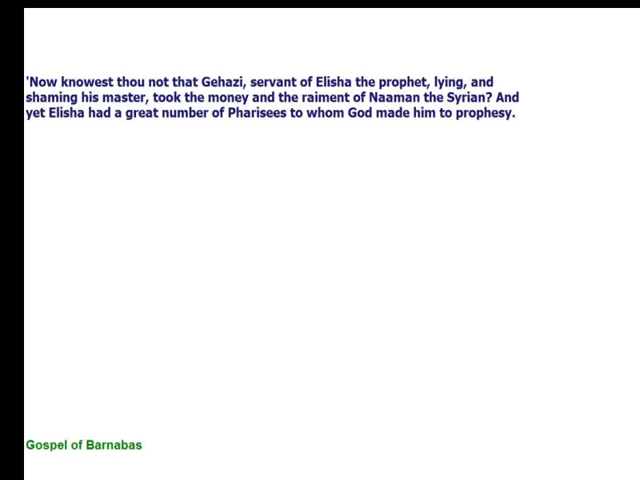 'Now knowest thou not that Gehazi, servant of Elisha the prophet, lying, and
shaming his master, took the money and the raiment of Naaman the Syrian? And
yet Elisha had a great number of Pharisees to whom God made him to prophesy.
Gospel of Barnabas